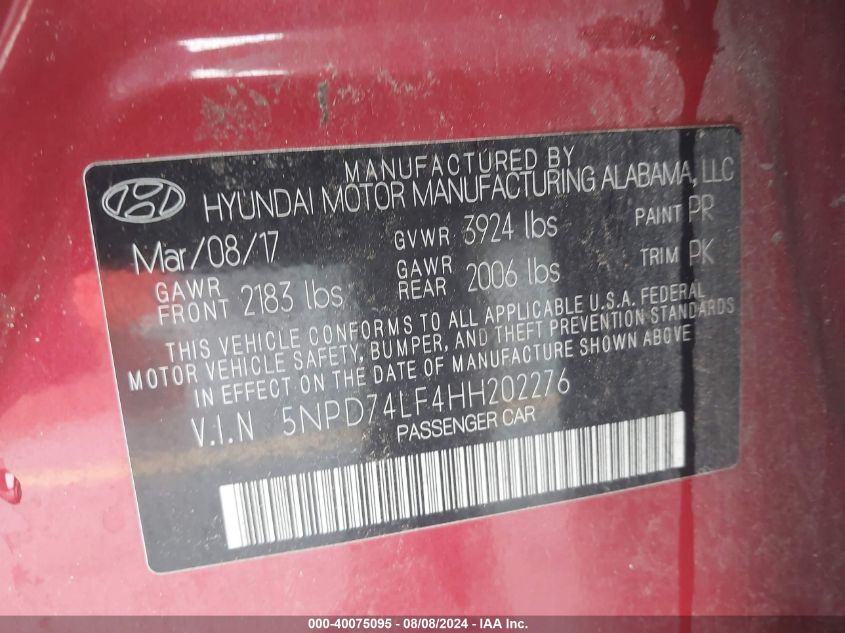 MANUFACTURED BY
HYUNDAI MOTOR MANUFACTURING ALABAMA, LLC
Mar/08/17 GVWR 3924 lbs PAINT PR
GAWR FRONT 2183 lbs GAWR REAR 2006 lbs TRIM PK
THIS VEHICLE CONFORMS TO ALL APPLICABLE U.S.A. FEDERAL
MOTOR VEHICLE SAFETY, BUMPER, AND THEFT PREVENTION STANDARDS
IN EFFECT ON THE DATE OF MANUFACTURE SHOWN ABOVE
V.I.N 5NPD74LF4HH202276
PASSENGER CAR
000-40075095 - 08/08/2024 - IAA Inc.